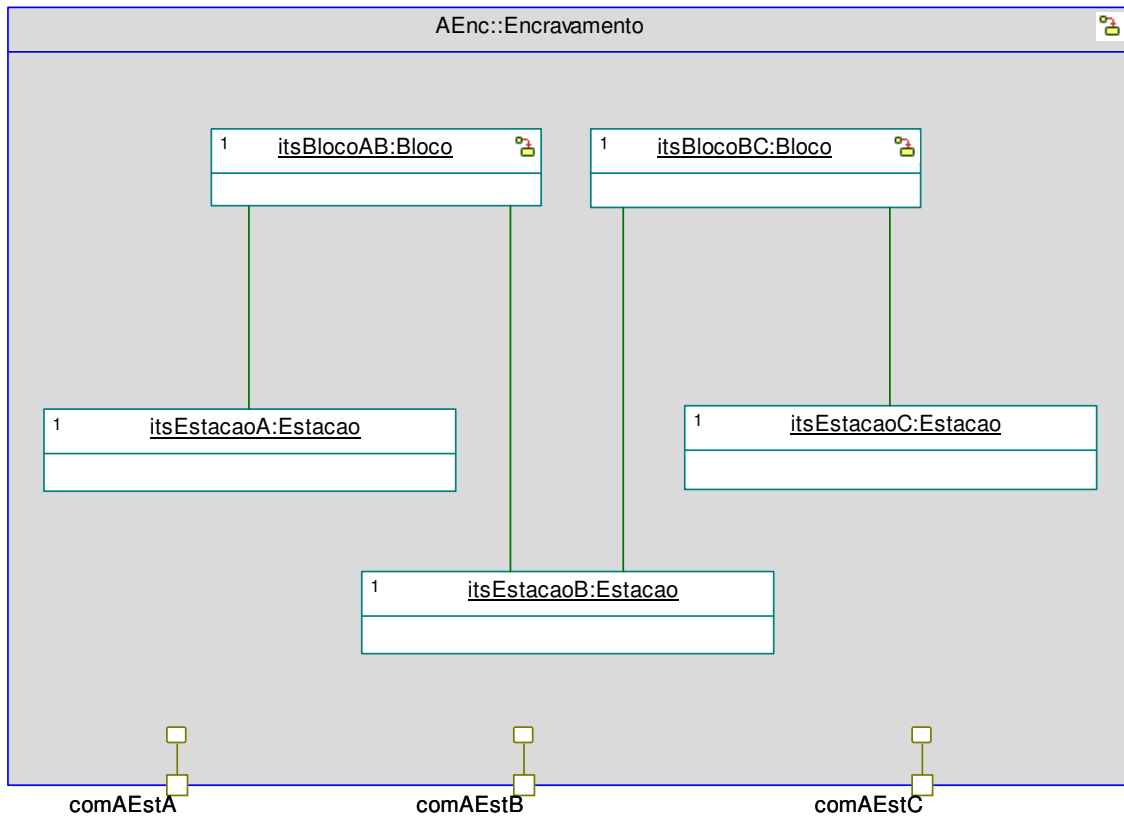 AEnc::Encravamento
1 itsBlocoAB:Bloco
1 itsBlocoBC:Bloco
1 itsEstacaoA:Estacao
1 itsEstacaoC:Estacao
1 itsEstacaoB:Estacao
comAEstA
comAEstB
comAEstC